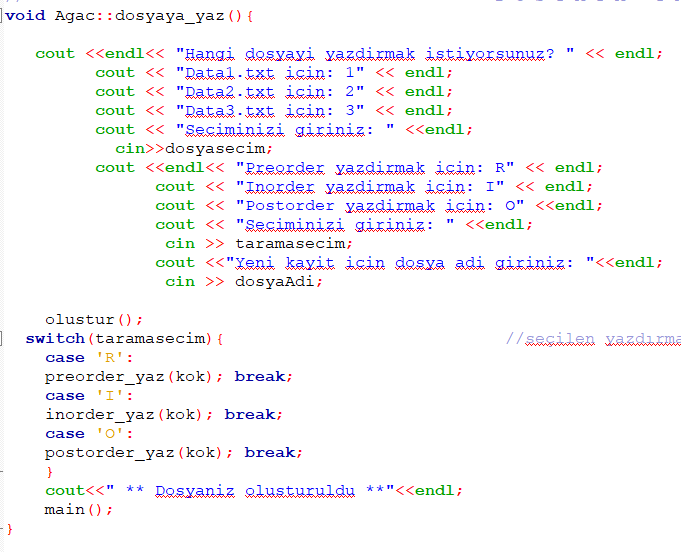 void Agac::dosyaya_yaz(){
cout <<endl<< "Hangi dosyayi yazdirmak istiyorsunuz? " << endl;
cout << "Data1.txt icin: 1" << endl;
cout << "Data2.txt icin: 2" << endl;
cout << "Data3.txt icin: 3" << endl;
cout << "Seciminizi giriniz: " <<endl;
cin>>dosyasecim;
cout <<endl<< "Preorder yazdirmak icin: R" << endl;
cout << "Inorder yazdirmak icin: I" << endl;
cout << "Postorder yazdirmak icin: O" <<endl;
cout << "Seciminizi giriniz: " <<endl;
cin >> taramasecim;
cout <<"Yeni kayit icin dosya adi giriniz: "<<endl;
cin >> dosyaAdi;
olustur();
switch(taramasecim){ //seçilen yazdırma
case 'R':
preorder_yaz(kok); break;
case 'I':
inorder_yaz(kok); break;
case 'O':
postorder_yaz(kok); break;
}
cout<<" ** Dosyaniz olusturuldu **"<<endl;
main();
}